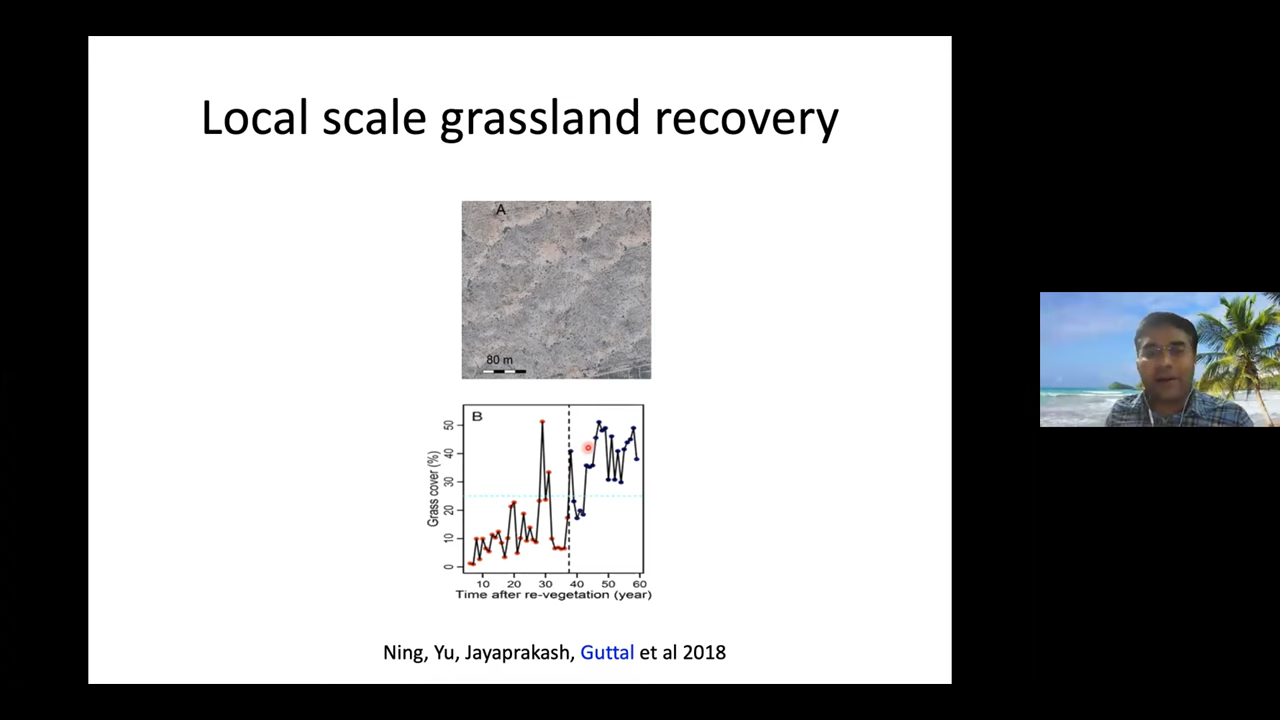 Local scale grassland recovery
A
80 m
B
Grass cover (%)
50
40
30
20
10
0
10 20 30 40 50 60
Time after re-vegetation (year)
Ning, Yu, Jayaprakash, Guttal et al 2018